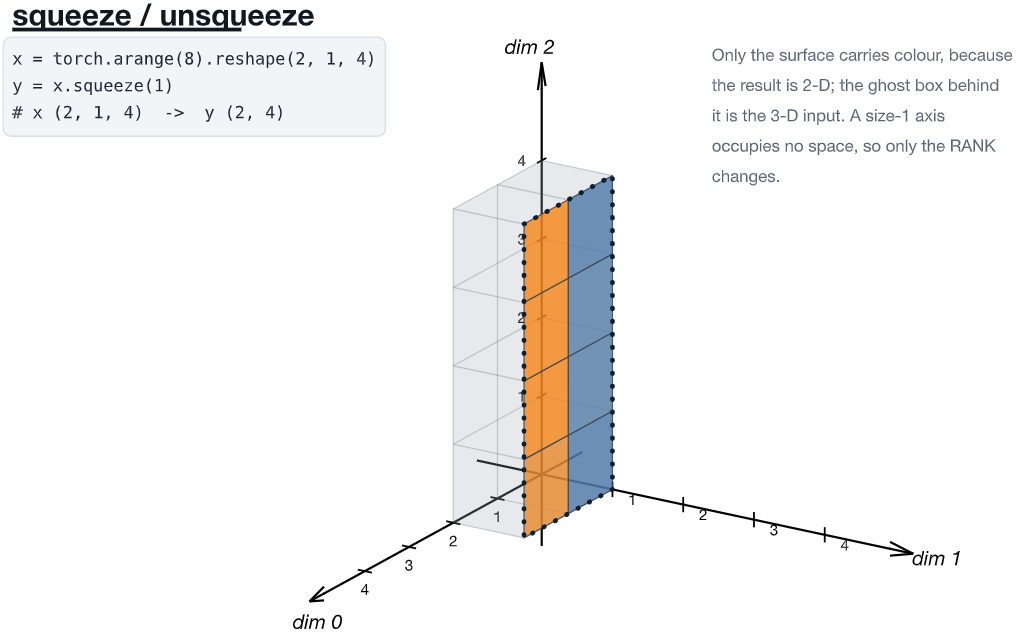 squeeze / unsqueeze
x = torch.arange(8).reshape(2, 1, 4)
y = x.squeeze(1)
# x (2, 1, 4)  ->  y (2, 4)
Only the surface carries colour, because
the result is 2-D; the ghost box behind
it is the 3-D input. A size-1 axis
occupies no space, so only the RANK
changes.
dim 2
4
3
2
1
1
2
3
4
dim 0
1
2
3
4
dim 1